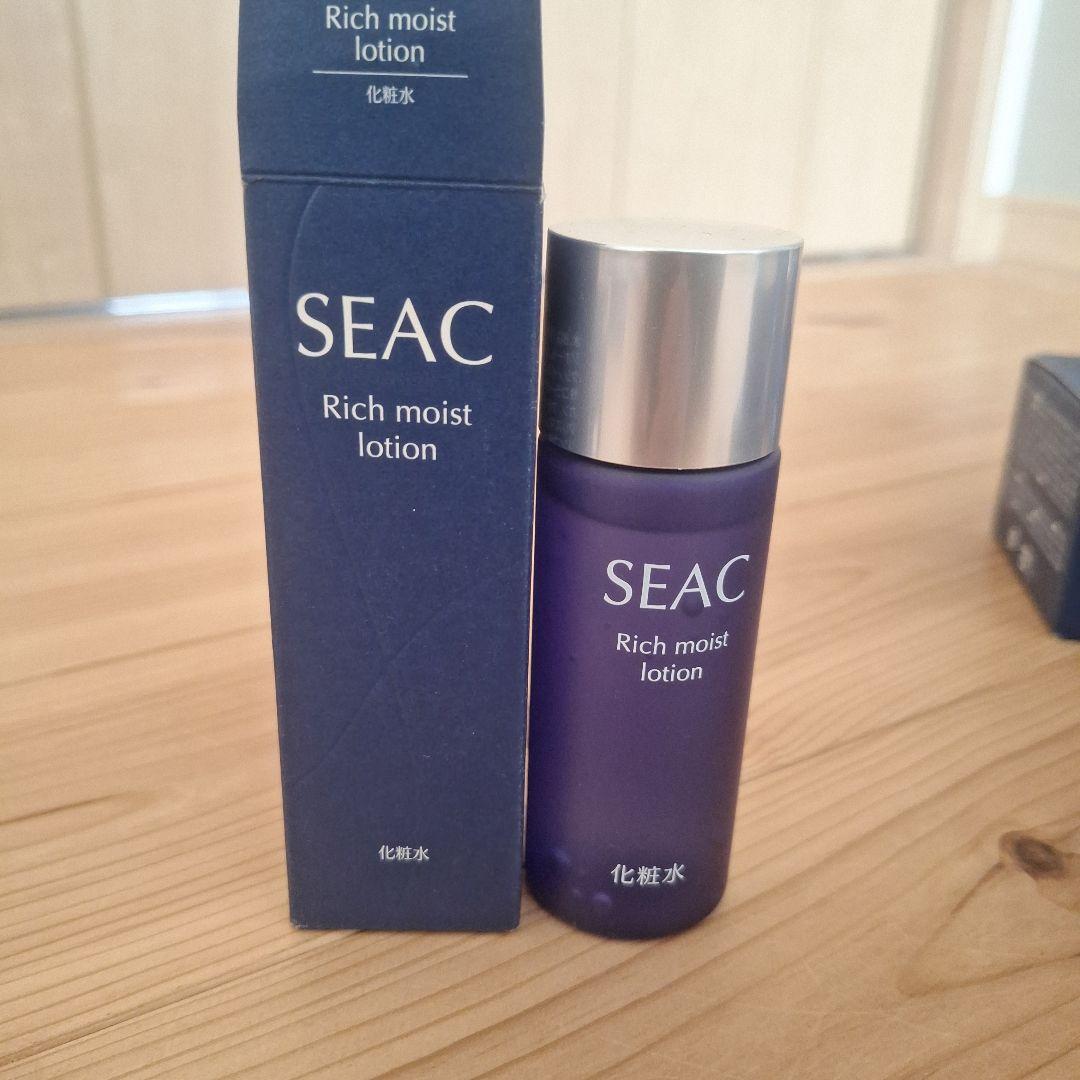 Rich moist
lotion
化粧水
SEAC
Rich moist
lotion
化粧水
SEAC
Rich moist
lotion
化粧水